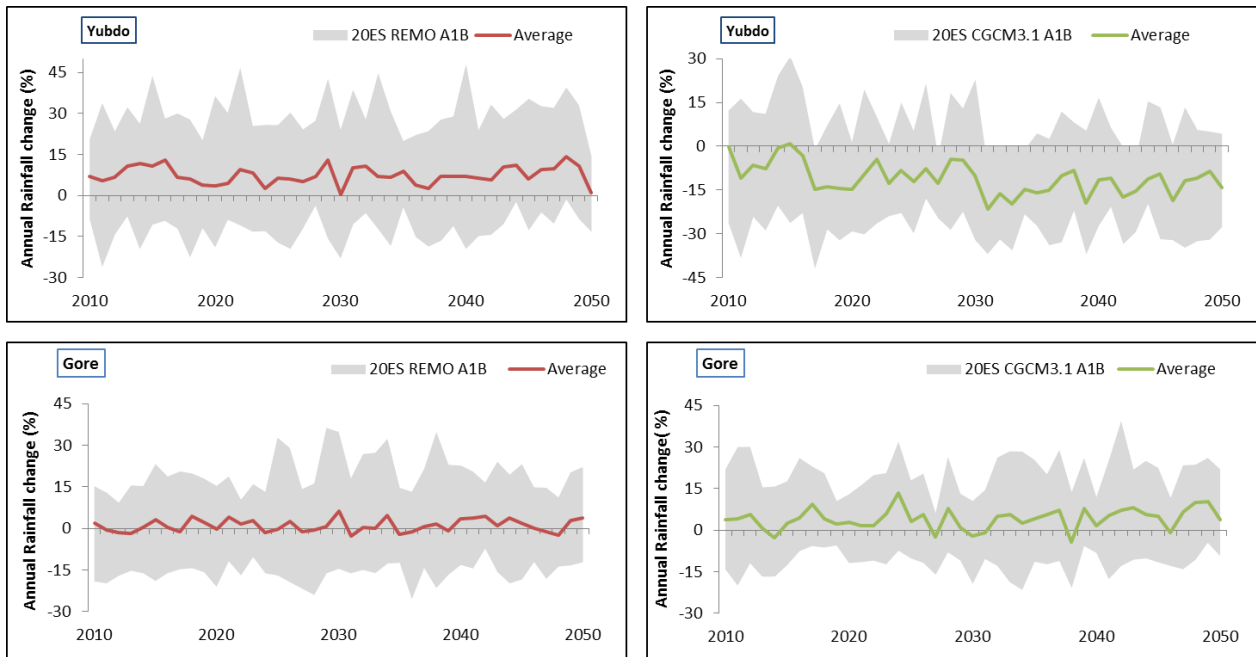 Yubdo
20ES REMO A1B
Average
Annual Rainfall change (%)
45
30
15
0
-15
-30
2010
2020
2030
2040
2050
Yubdo
20ES CGCM3.1 A1B
Average
Annual Rainfall change (%)
30
15
0
-15
-30
-45
2010
2020
2030
2040
2050
Gore
20ES REMO A1B
Average
Annual Rainfall change (%)
45
30
15
0
-15
-30
2010
2020
2030
2040
2050
Gore
20ES CGCM3.1 A1B
Average
Annual Rainfall change( %)
45
30
15
0
-15
-30
2010
2020
2030
2040
2050